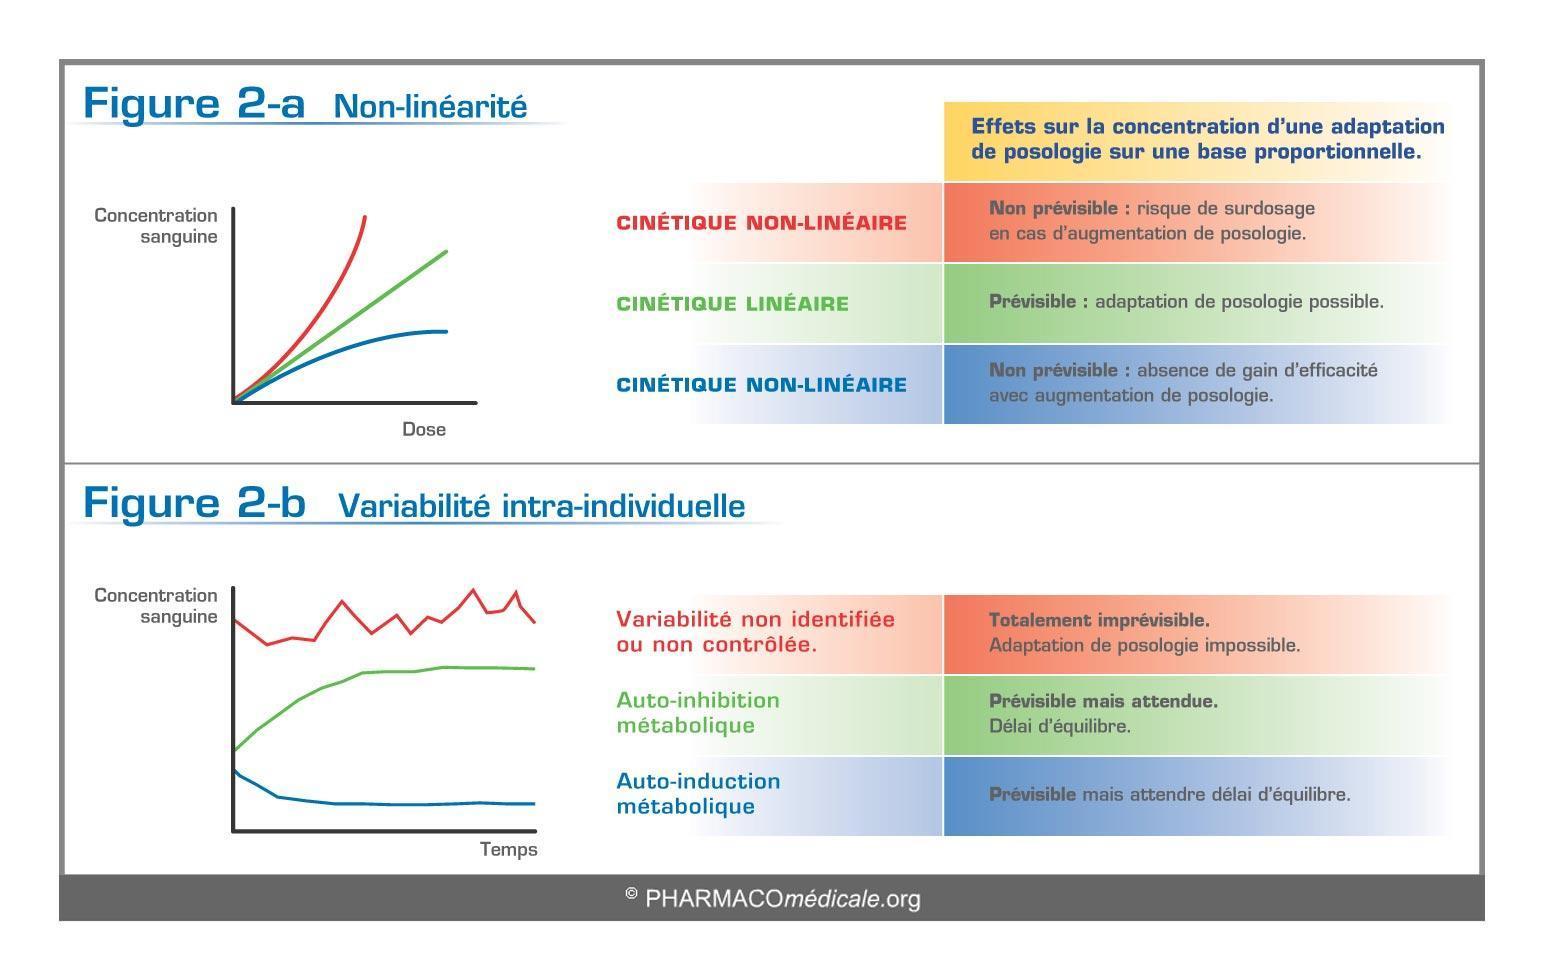 Figure 2-a Non-linéarité
Effets sur la concentration d'une adaptation
de posologie sur une base proportionnelle.
Concentration
sanguine
Dose
CINÉTIQUE NON-LINÉAIRE
Non prévisible : risque de surdosage
en cas d'augmentation de posologie.
CINÉTIQUE LINÉAIRE
Prévisible : adaptation de posologie possible.
CINÉTIQUE NON-LINÉAIRE
Non prévisible : absence de gain d'efficacité
avec augmentation de posologie.
Figure 2-b Variabilité intra-individuelle
Concentration
sanguine
Temps
Variabilité non identifiée
ou non contrôlée.
Totalement imprévisible.
Adaptation de posologie impossible.
Auto-inhibition
métabolique
Prévisible mais attendue.
Délai d'équilibre.
Auto-induction
métabolique
Prévisible mais attendre délai d'équilibre.
© PHARMACOmédicale.org